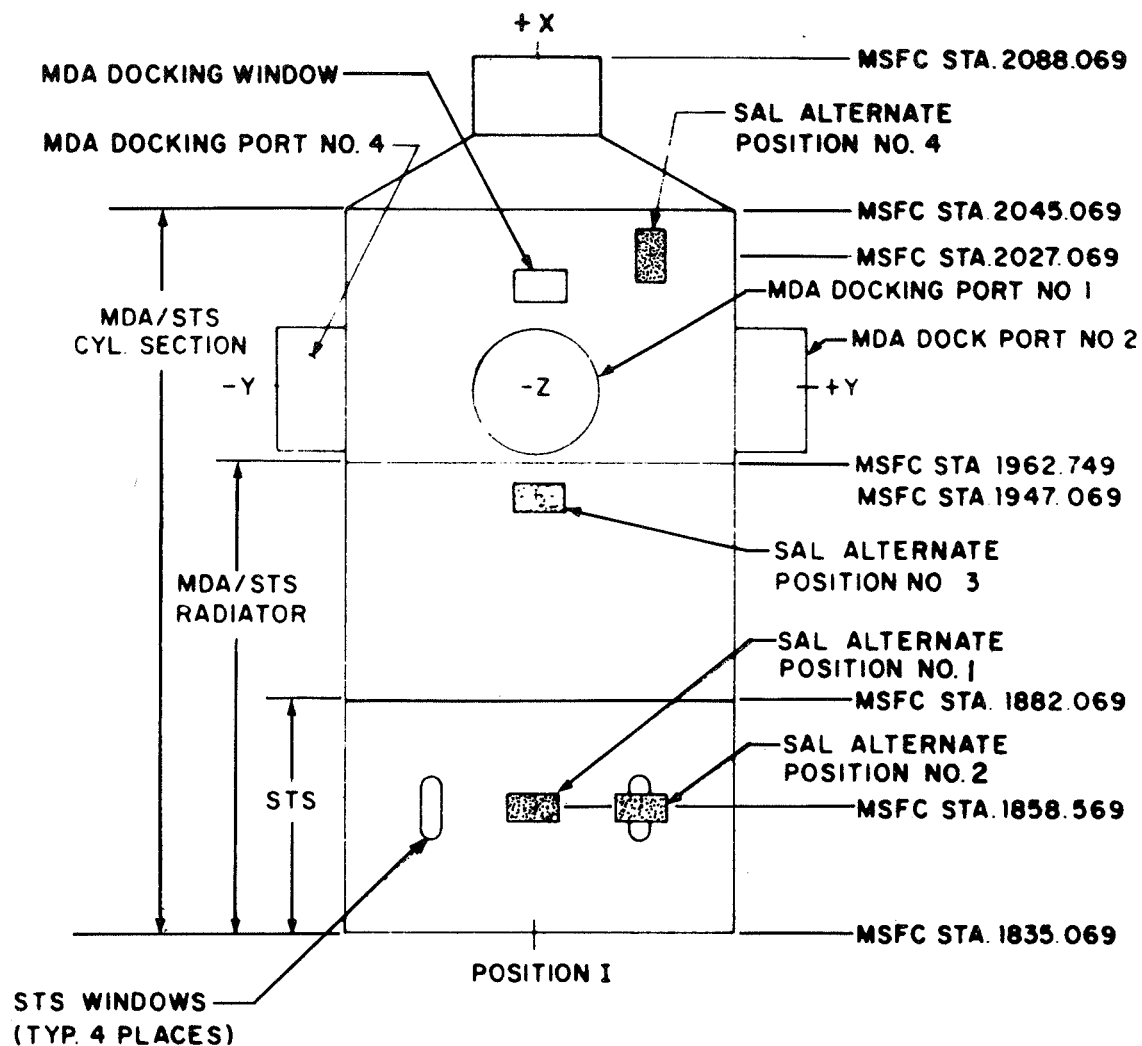 +X
MSFC STA. 2088.069
MDA DOCKING WINDOW
SAL ALTERNATE
POSITION NO. 4
MDA DOCKING PORT NO. 4
MSFC STA. 2045.069
MSFC STA. 2027.069
MDA DOCKING PORT NO 1
MDA/STS
CYL. SECTION
MDA DOCK PORT NO 2
-Y
-Z
+Y
MSFC STA 1962.749
MSFC STA. 1947.069
SAL ALTERNATE
POSITION NO 3
MDA/STS
RADIATOR
SAL ALTERNATE
POSITION NO. 1
MSFC STA. 1882.069
SAL ALTERNATE
POSITION NO. 2
STS
MSFC STA. 1858.569
MSFC STA. 1835.069
POSITION I
STS WINDOWS
(TYP. 4 PLACES)